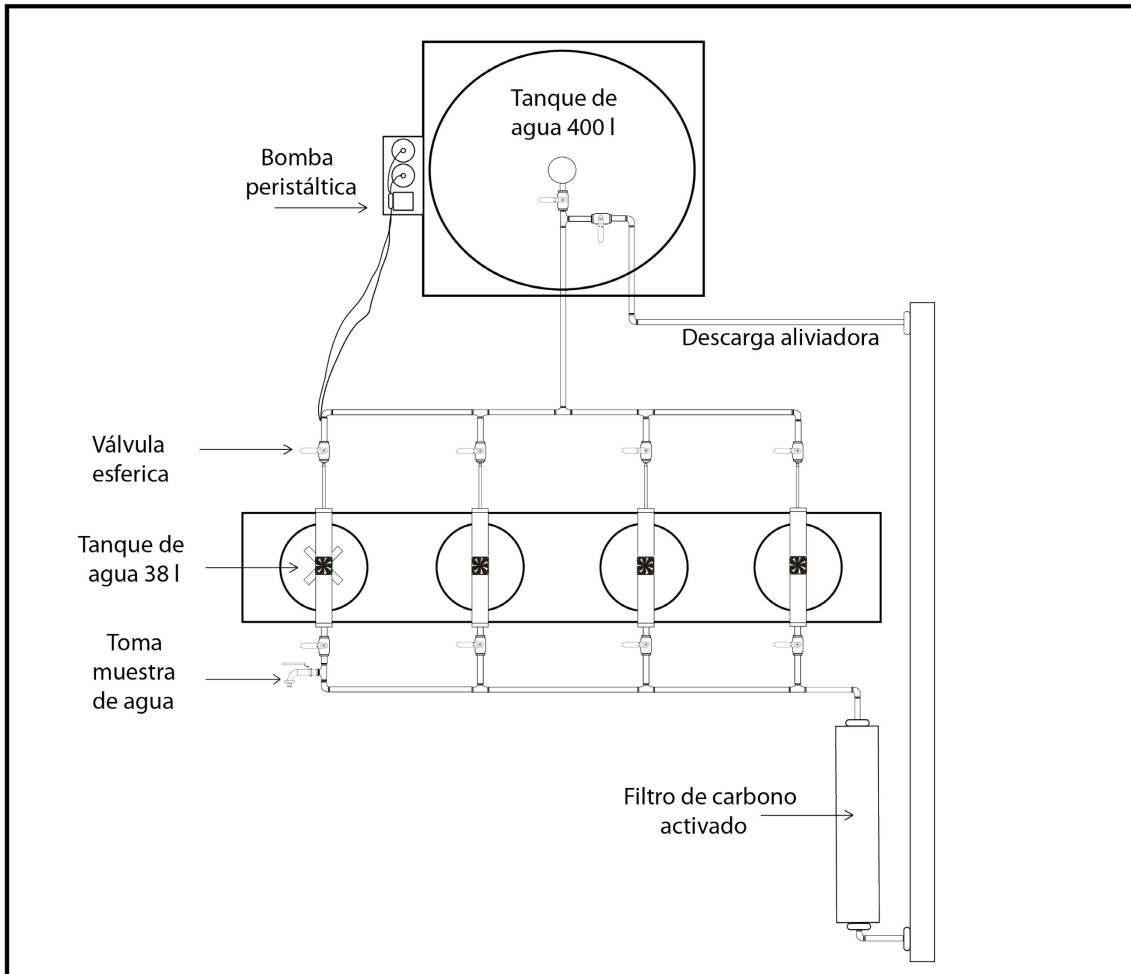 Tanque de
agua 400 l
Bomba
peristáltica
Descarga aliviadora
Válvula
esferica
Tanque de
agua 38 l
Toma
muestra
de agua
Filtro de carbono
activado